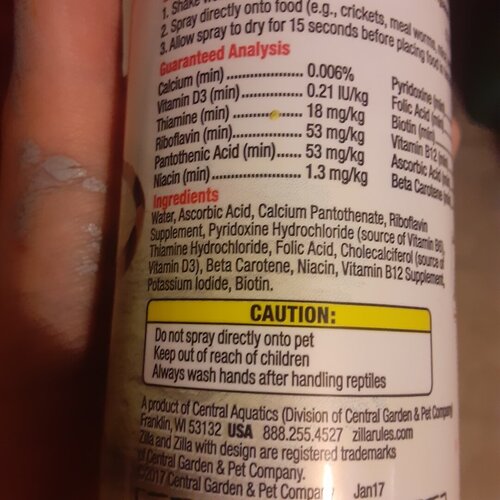 1. Shake
2. Spray directly onto food (e.g., crickets, meal worms,
3. Allow spray to dry for 15 seconds before placing food
Guaranteed Analysis
Calcium (min) .................... 0.006%
Vitamin D3 (min) ............... 0.21 IU/kg
Thiamine (min) .................. 18 mg/kg
Riboflavin (min) ................. 53 mg/kg
Pantothenic Acid (min)...... 53 mg/kg
Niacin (min) ........................ 1.3 mg/kg
Pyridoxine
Folic Acid
Biotin (min)
Vitamin B12
Ascorbic Acid
Beta Carotene
Ingredients
Water, Ascorbic Acid, Calcium Pantothenate, Riboflavin
Supplement, Pyridoxine Hydrochloride (source of Vitamin B6),
Thiamine Hydrochloride, Folic Acid, Cholecalciferol (source of
Vitamin D3), Beta Carotene, Niacin, Vitamin B12 Supplement,
Potassium Iodide, Biotin.
CAUTION:
Do not spray directly onto pet
Keep out of reach of children
Always wash hands after handling reptiles
A product of Central Aquatics (Division of Central Garden & Pet Company)
Franklin, WI 53132 USA 888.255.4527 zillarules.com
Zilla and Zilla with design are registered trademarks
of Central Garden & Pet Company.
©2017 Central Garden & Pet Company Jan17